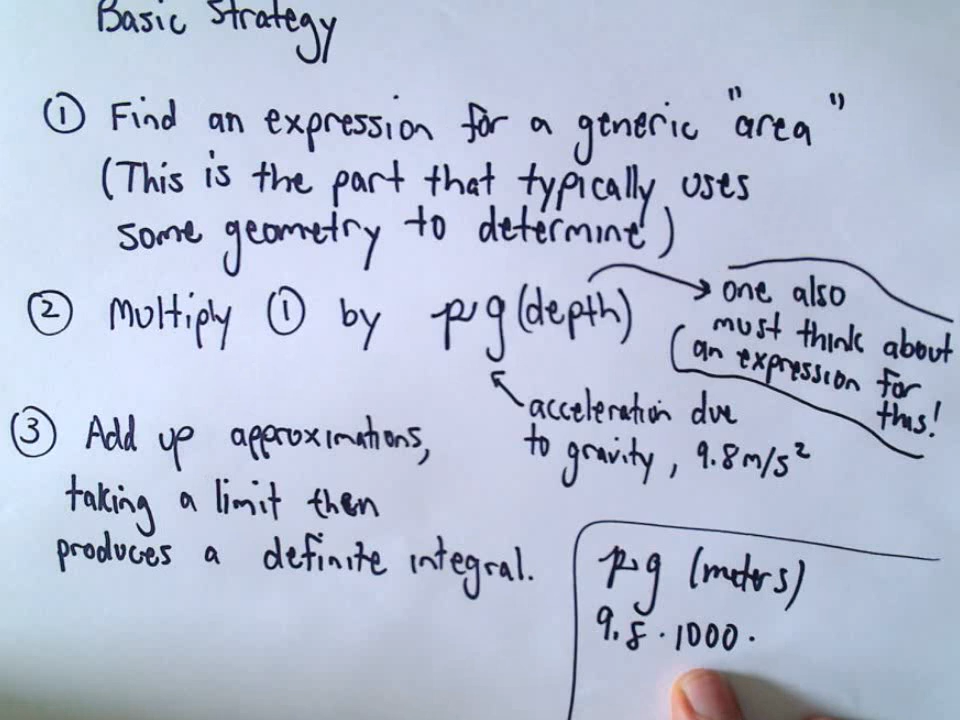 Basic Strategy
① Find an expression for a generic "area"
(This is the part that typically uses
some geometry to determine)
② Multiply ① by ρg(depth)
one also
must think about
(an expression for
this!
acceleration due
to gravity, 9.8m/s²
③ Add up approximations,
taking a limit then
produces a definite integral.
ρg (meters)
9.8 · 1000 ·